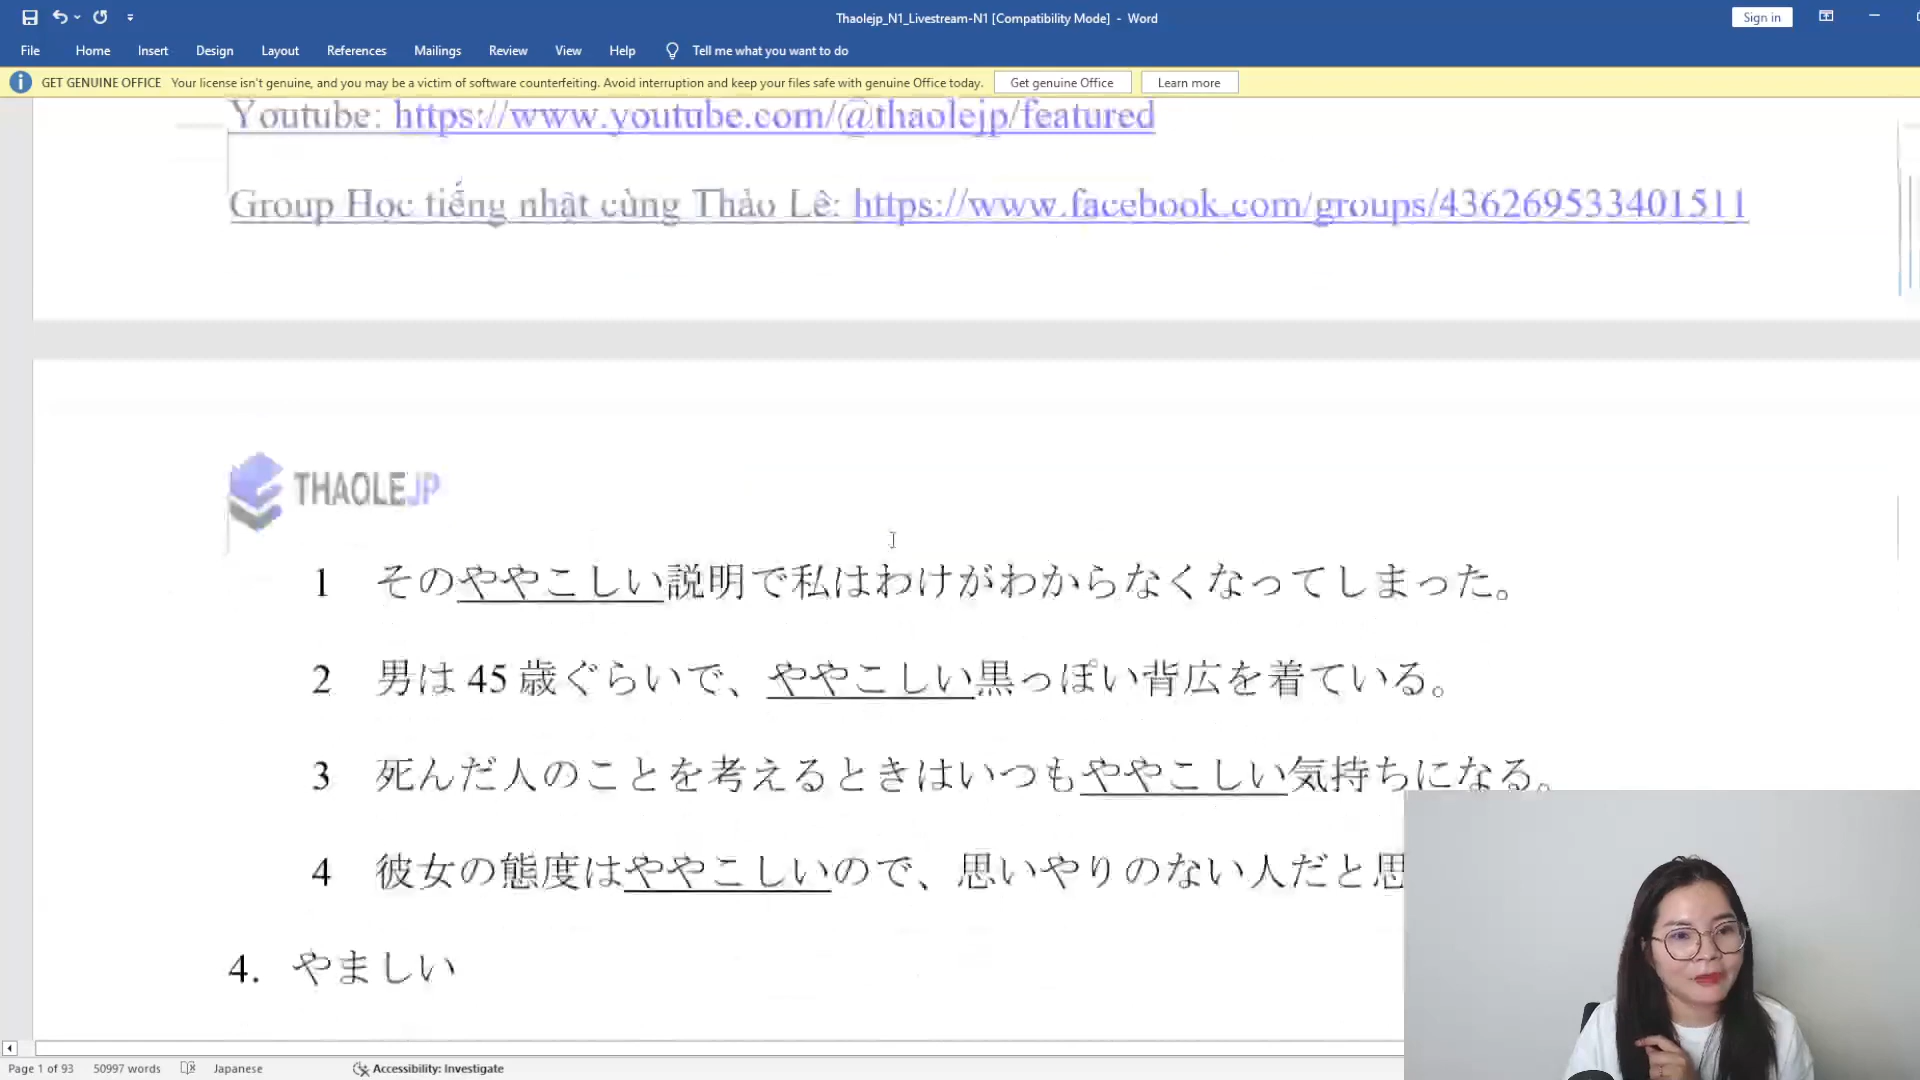 Thaolejp_N1_Livestream-N1 [Compatibility Mode] - Word
Sign in
File Home Insert Design Layout References Mailings Review View Help Tell me what you want to do
GET GENUINE OFFICE Your license isn't genuine, and you may be a victim of software counterfeiting. Avoid interruption and keep your files safe with genuine Office today. Get genuine Office Learn more
Youtube: https://www.youtube.com/@thaolejp/featured
Group Học tiếng nhật cùng Thảo Lê: https://www.facebook.com/groups/436269533401511
THAOLEJP
1 そのややこしい説明で私はわけがわからなくなってしまった。
2 男は 45 歳ぐらいで、ややこしい黒っぽい背広を着ている。
3 死んだ人のことを考えるときはいつもややこしい気持ちになる。
4 彼女の態度はややこしいので、思いやりのない人だと思
4. やましい
Page 1 of 93 50997 words Japanese Accessibility: Investigate